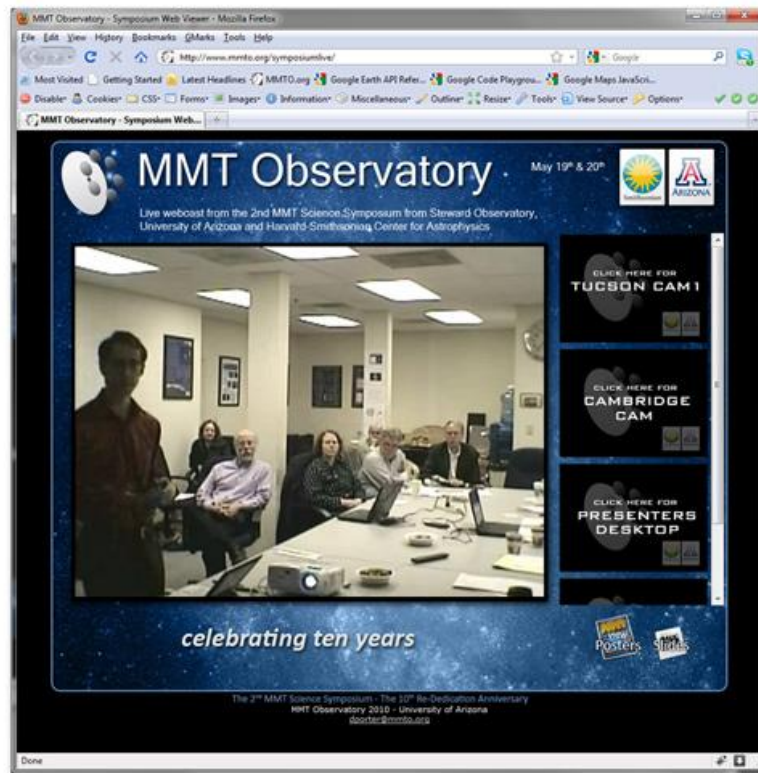 MMT Observatory - Symposium Web Viewer - Mozilla Firefox
File Edit View History Bookmarks GMarks Tools Help
http://www.mmto.org/symposiumlive/
Google
Most Visited Getting Started Latest Headlines MMTO.org Google Earth API Refer... Google Code Playgrou... Google Maps JavaScri...
Disable Cookies CSS Forms Images Information Miscellaneous Outline Resize Tools View Source Options
MMT Observatory - Symposium Web...
MMT Observatory
May 19th & 20th
Smithsonian
ARIZONA
Live webcast from the 2nd MMT Science Symposium from Steward Observatory,
University of Arizona and Harvard-Smithsonian Center for Astrophysics
CLICK HERE FOR
TUCSON CAM1
CLICK HERE FOR
CAMBRIDGE
CAM
CLICK HERE FOR
PRESENTERS
DESKTOP
celebrating ten years
Posters
Slides
The 2nd MMT Science Symposium - The 10th Re-Dedication Anniversary
MMT Observatory 2010 - University of Arizona
dporter@mmto.org
Done